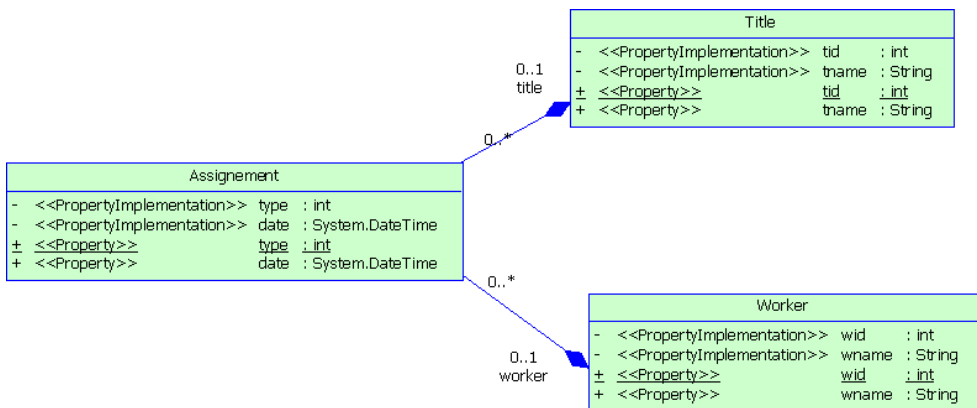 Title
- <<PropertyImplementation>> tid : int
- <<PropertyImplementation>> tname : String
+ <<Property>> tid : int
+ <<Property>> tname : String
0..1
title
0..*
Assignement
- <<PropertyImplementation>> type : int
- <<PropertyImplementation>> date : System.DateTime
+ <<Property>> type : int
+ <<Property>> date : System.DateTime
0..*
0..1
worker
Worker
- <<PropertyImplementation>> wid : int
- <<PropertyImplementation>> wname : String
+ <<Property>> wid : int
+ <<Property>> wname : String